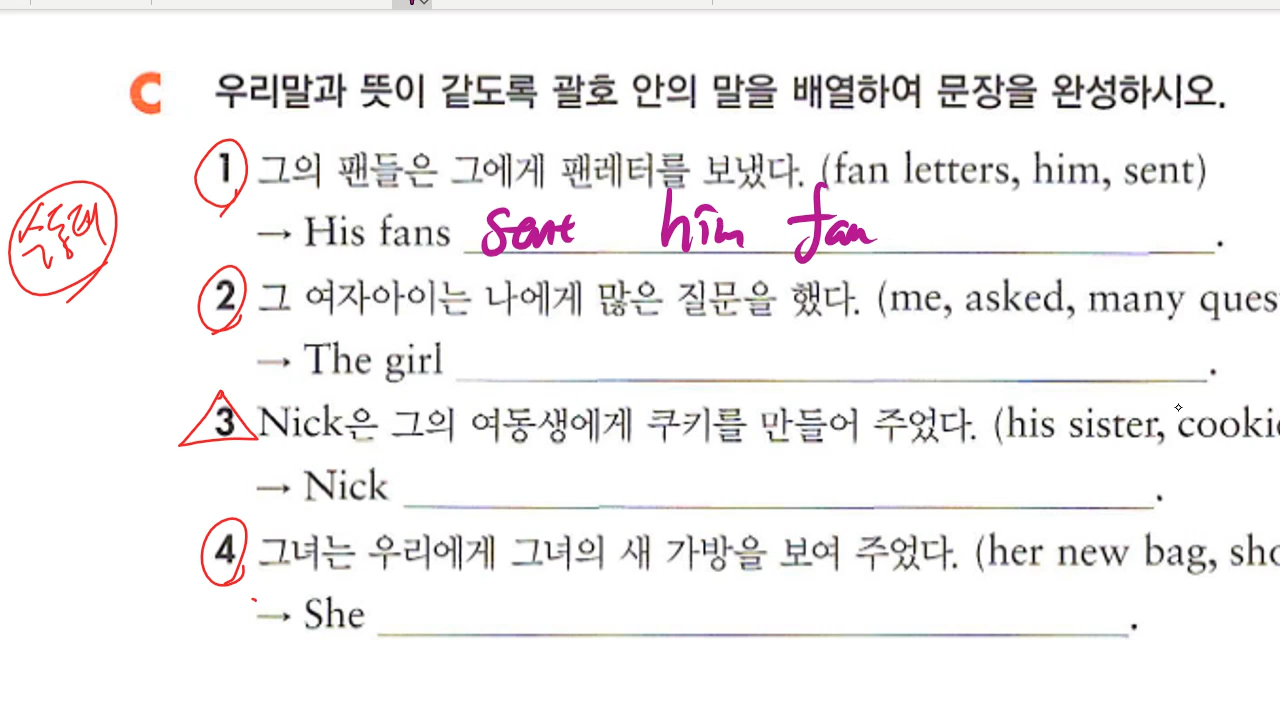 C 우리말과 뜻이 같도록 괄호 안의 말을 배열하여 문장을 완성하시오.
1 그의 팬들은 그에게 팬레터를 보냈다. (fan letters, him, sent)
수동태
→ His fans sent him fan .
2 그 여자아이는 나에게 많은 질문을 했다. (me, asked, many ques
→ The girl .
3 Nick은 그의 여동생에게 쿠키를 만들어 주었다. (his sister, cookie
→ Nick .
4 그녀는 우리에게 그녀의 새 가방을 보여 주었다. (her new bag, sho
→ She .